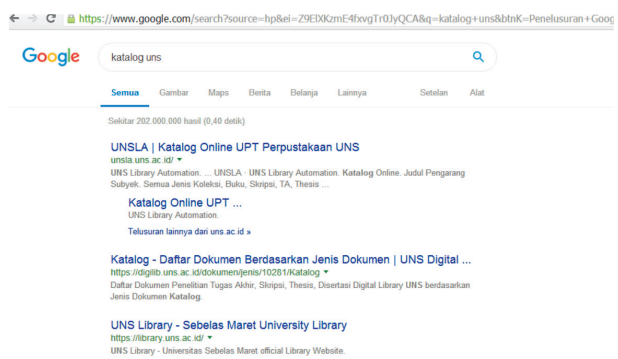 https://www.google.com/search?source=hp&ei=Z9ElXKzmE4fxvgTr0JyQCA&q=katalog+uns&btnK=Penelusuran+Goog
Google
katalog uns
Semua Gambar Maps Berita Belanja Lainnya Setelan Alat
Sekitar 202.000.000 hasil (0,40 detik)
UNSLA | Katalog Online UPT Perpustakaan UNS
unsla.uns.ac.id/
UNS Library Automation. ... UNSLA · UNS Library Automation. Katalog Online. Judul Pengarang
Subyek. Semua Jenis Koleksi, Buku, Skripsi, TA, Thesis ...
Katalog Online UPT ...
UNS Library Automation.
Telusuran lainnya dari uns.ac.id »
Katalog - Daftar Dokumen Berdasarkan Jenis Dokumen | UNS Digital ...
https://digilib.uns.ac.id/dokumen/jenis/10281/Katalog
Daftar Dokumen Penelitian Tugas Akhir, Skripsi, Thesis, Disertasi Digital Library UNS berdasarkan
Jenis Dokumen Katalog.
UNS Library - Sebelas Maret University Library
https://library.uns.ac.id/
UNS Library - Universitas Sebelas Maret official Library Website.